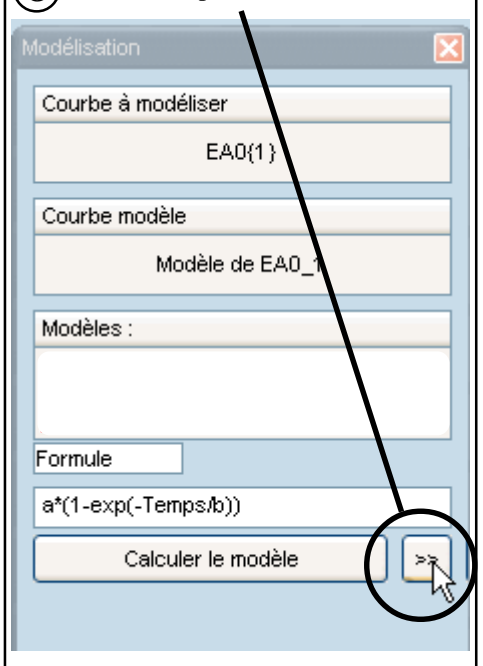 Modélisation
Courbe à modéliser
EA0{1}
Courbe modèle
Modèle de EA0_1
Modèles :
Formule
a*(1-exp(-Temps/b))
Calculer le modèle
>>